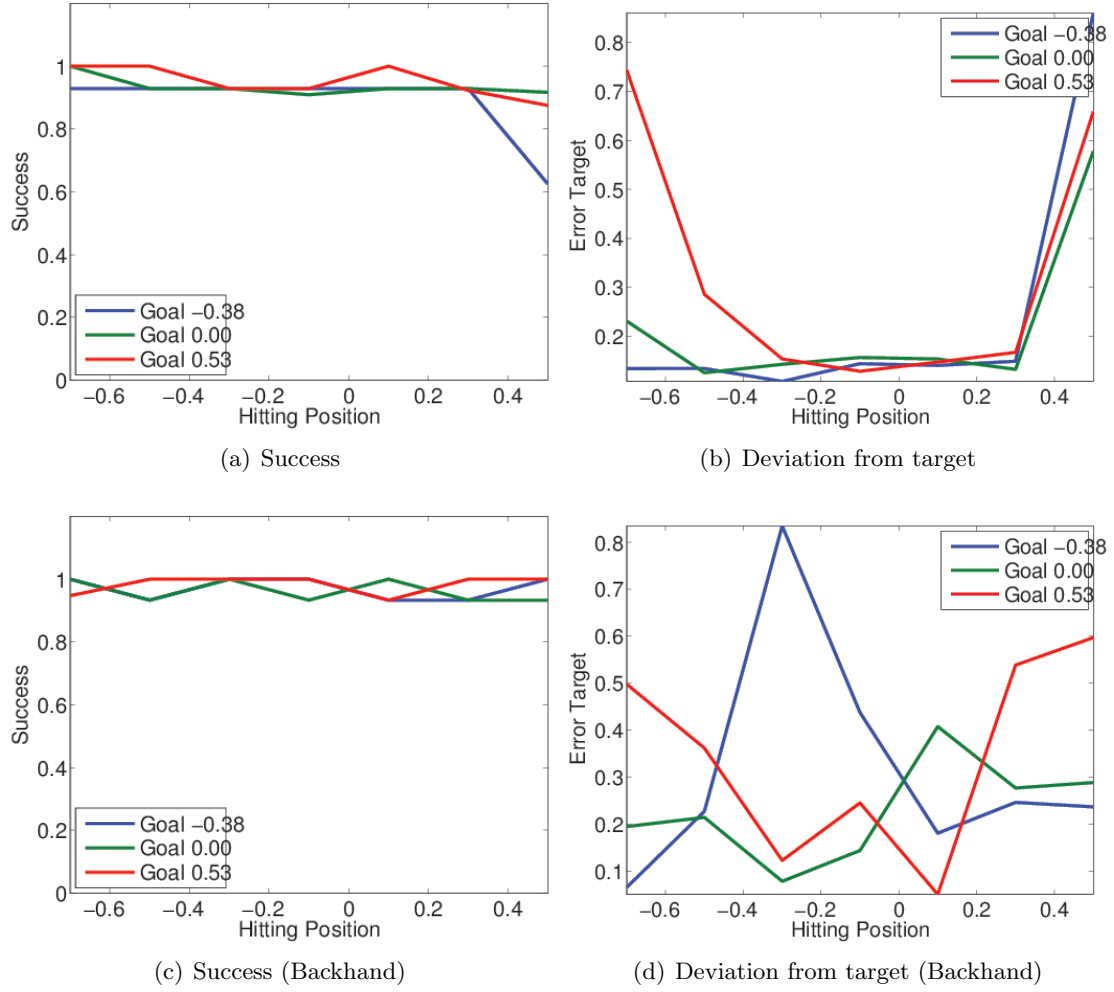 Success
1
0.8
0.6
0.4
0.2
0
−0.6 −0.4 −0.2 0 0.2 0.4
Hitting Position
Goal −0.38
Goal 0.00
Goal 0.53
(a) Success
Error Target
0.8
0.7
0.6
0.5
0.4
0.3
0.2
−0.6 −0.4 −0.2 0 0.2 0.4
Hitting Position
Goal −0.38
Goal 0.00
Goal 0.53
(b) Deviation from target
Success
1
0.8
0.6
0.4
0.2
0
−0.6 −0.4 −0.2 0 0.2 0.4
Hitting Position
Goal −0.38
Goal 0.00
Goal 0.53
(c) Success (Backhand)
Error Target
0.8
0.7
0.6
0.5
0.4
0.3
0.2
0.1
−0.6 −0.4 −0.2 0 0.2 0.4
Hitting Position
Goal −0.38
Goal 0.00
Goal 0.53
(d) Deviation from target (Backhand)